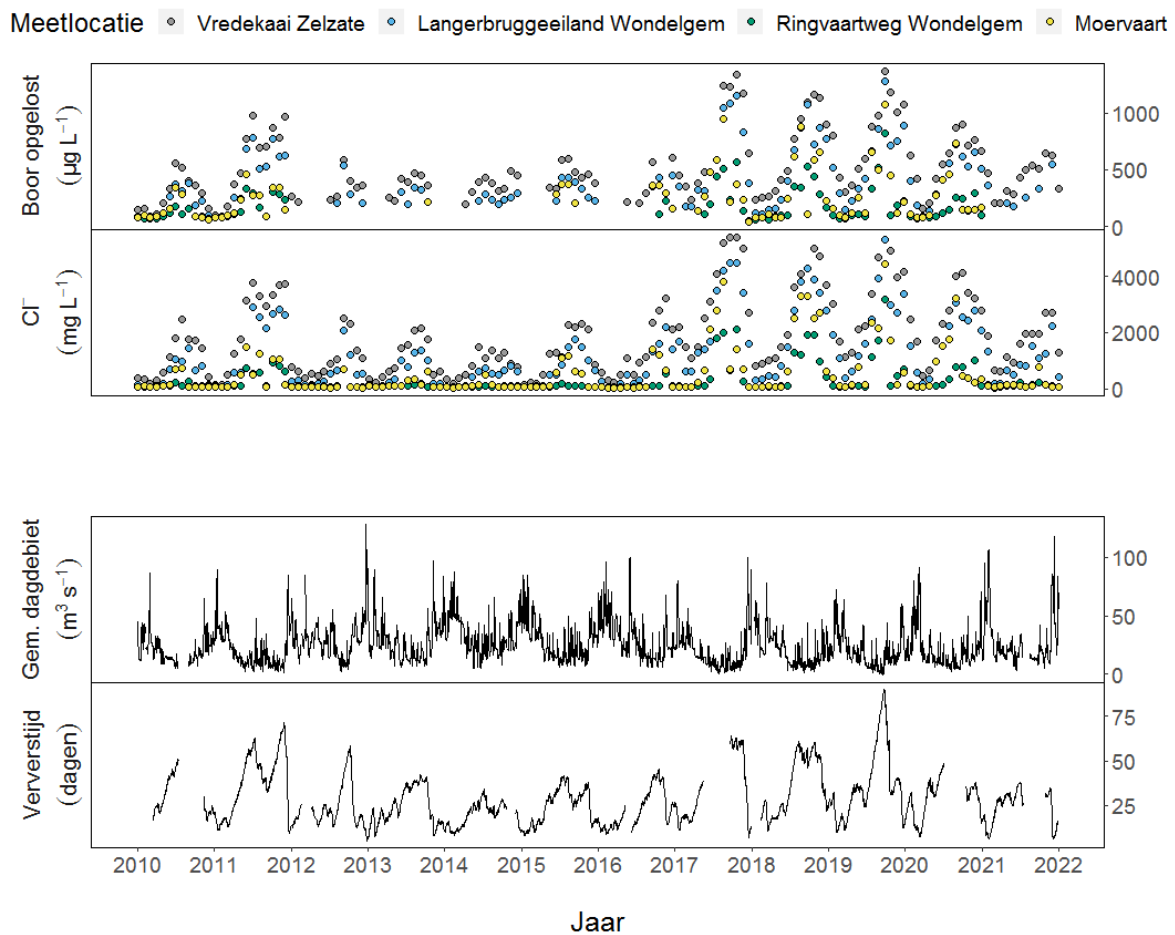 Meetlocatie Vredekaai Zelzate Langerbruggeeiland Wondelgem Ringvaartweg Wondelgem Moervaart
Boor opgelost
(µg L⁻¹)
1000
500
0
Cl⁻
(mg L⁻¹)
4000
2000
0
Gem. dagdebiet
(m³ s⁻¹)
100
50
0
Ververstijd
(dagen)
75
50
25
2010 2011 2012 2013 2014 2015 2016 2017 2018 2019 2020 2021 2022
Jaar